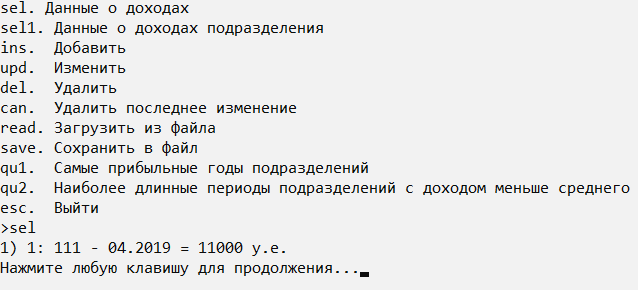 sel. Данные о доходах
sel1. Данные о доходах подразделения
ins.  Добавить
upd.  Изменить
del.  Удалить
can.  Удалить последнее изменение
read. Загрузить из файла
save. Сохранить в файл
qu1.  Самые прибыльные годы подразделений
qu2.  Наиболее длинные периоды подразделений с доходом меньше среднего
esc.  Выйти
>sel
1) 1: 111 - 04.2019 = 11000 у.е.
Нажмите любую клавишу для продолжения...